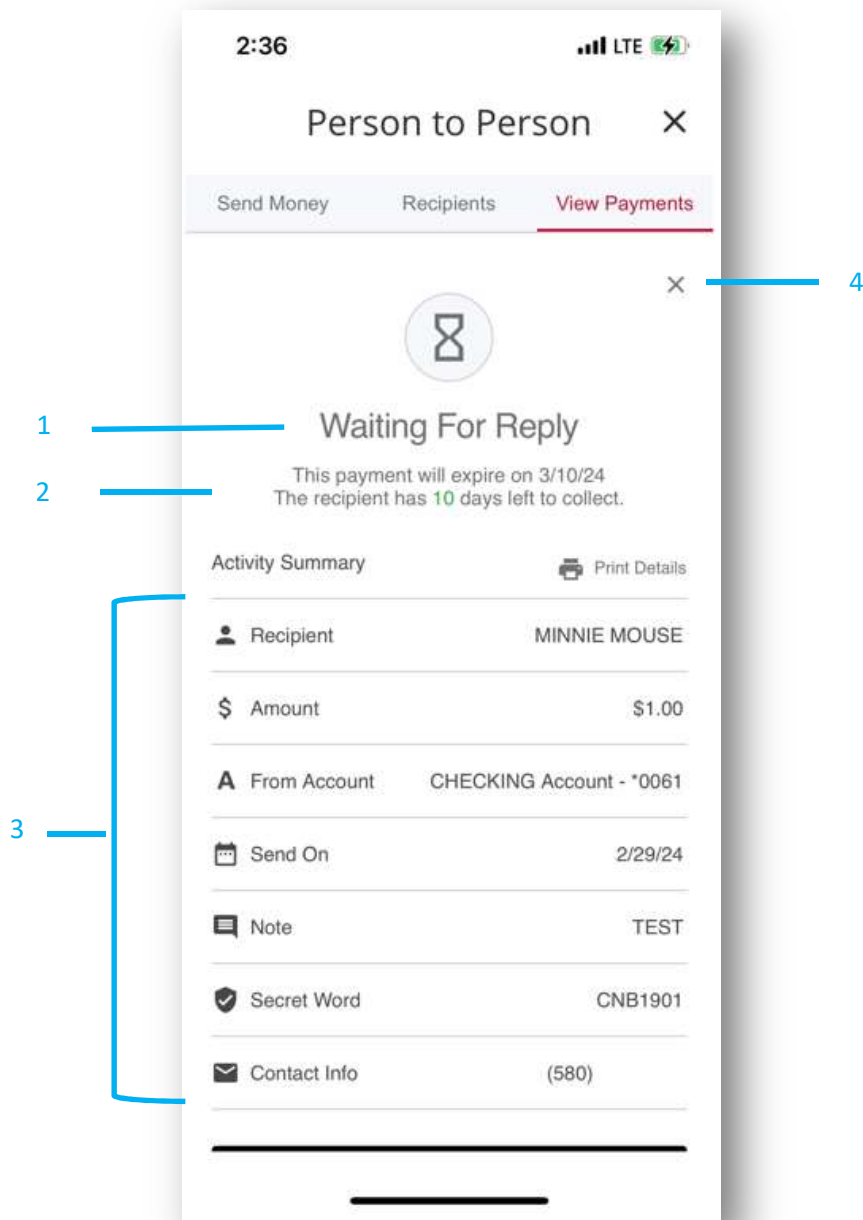 2:36 LTE
Person to Person
Send Money Recipients View Payments
4
1 Waiting For Reply
This payment will expire on 3/10/24
2 The recipient has 10 days left to collect.
Activity Summary Print Details
Recipient MINNIE MOUSE
$ Amount $1.00
A From Account CHECKING Account - *0061
3
Send On 2/29/24
Note TEST
Secret Word CNB1901
Contact Info (580)